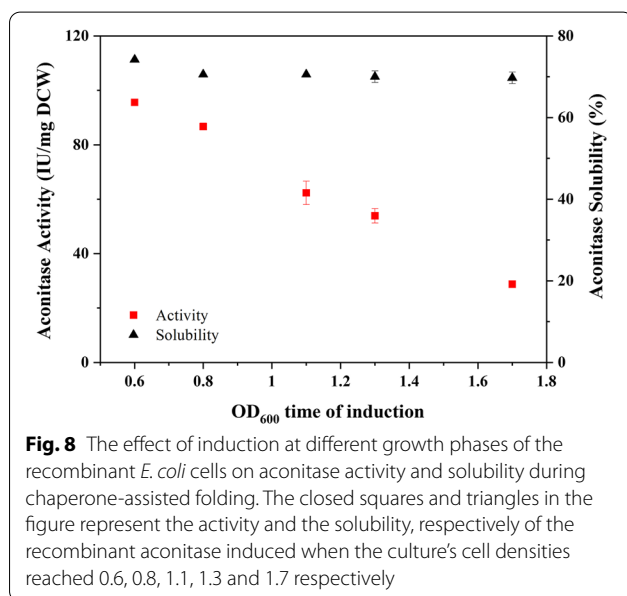 120
80
40
0
Aconitase Activity (IU/mg DCW)
80
60
40
20
0
Aconitase Solubility (%)
Activity
Solubility
0.6 0.8 1 1.2 1.4 1.6 1.8
OD600 time of induction
Fig. 8 The effect of induction at different growth phases of the
recombinant E. coli cells on aconitase activity and solubility during
chaperone-assisted folding. The closed squares and triangles in the
figure represent the activity and the solubility, respectively of the
recombinant aconitase induced when the culture's cell densities
reached 0.6, 0.8, 1.1, 1.3 and 1.7 respectively